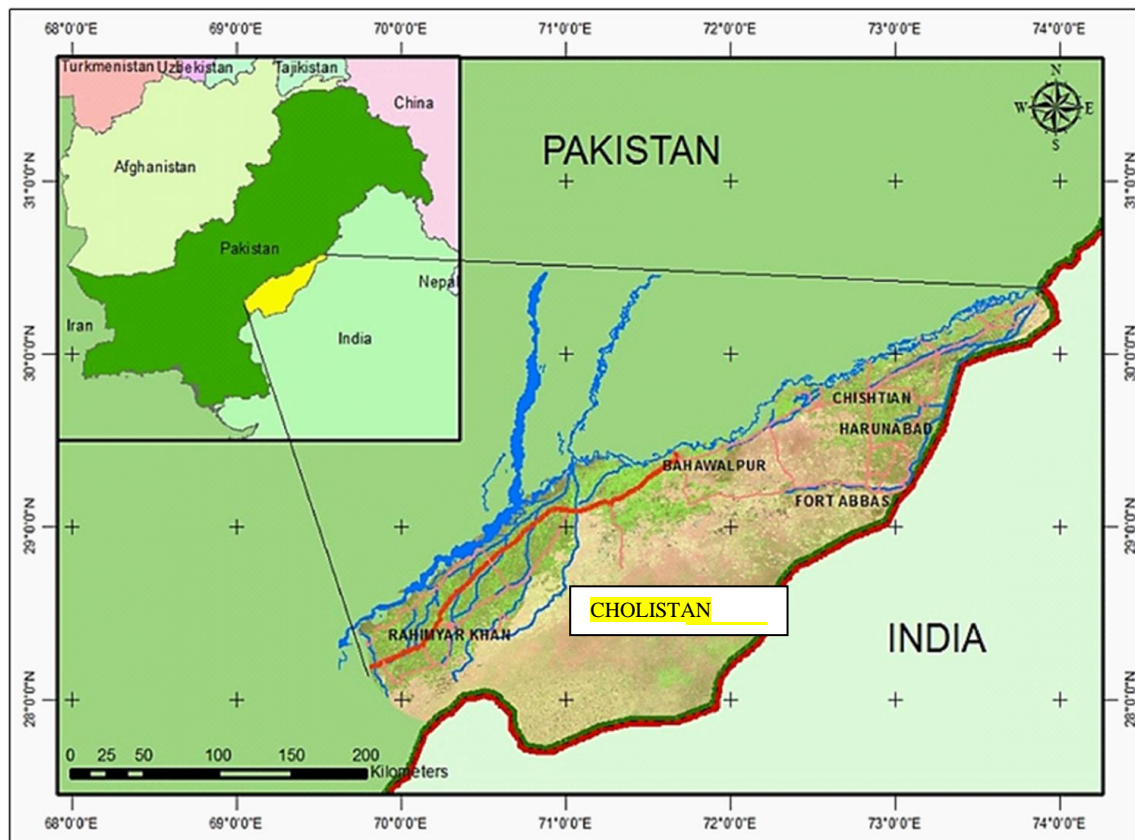 68°0'0"E 69°0'0"E 70°0'0"E 71°0'0"E 72°0'0"E 73°0'0"E 74°0'0"E
Turkmenistan Uzbekistan Tajikistan
China
Afghanistan
Pakistan
Nepal
Iran
India
PAKISTAN
N
W E
S
31°0'0"N 31°0'0"N
30°0'0"N 30°0'0"N
29°0'0"N 29°0'0"N
28°0'0"N 28°0'0"N
CHISHTIAN
HARUNABAD
BAHAWALPUR
FORT ABBAS
CHOLISTAN
RAHIMYAR KHAN
INDIA
0 25 50 100 150 200
Kilometers
68°0'0"E 69°0'0"E 70°0'0"E 71°0'0"E 72°0'0"E 73°0'0"E 74°0'0"E